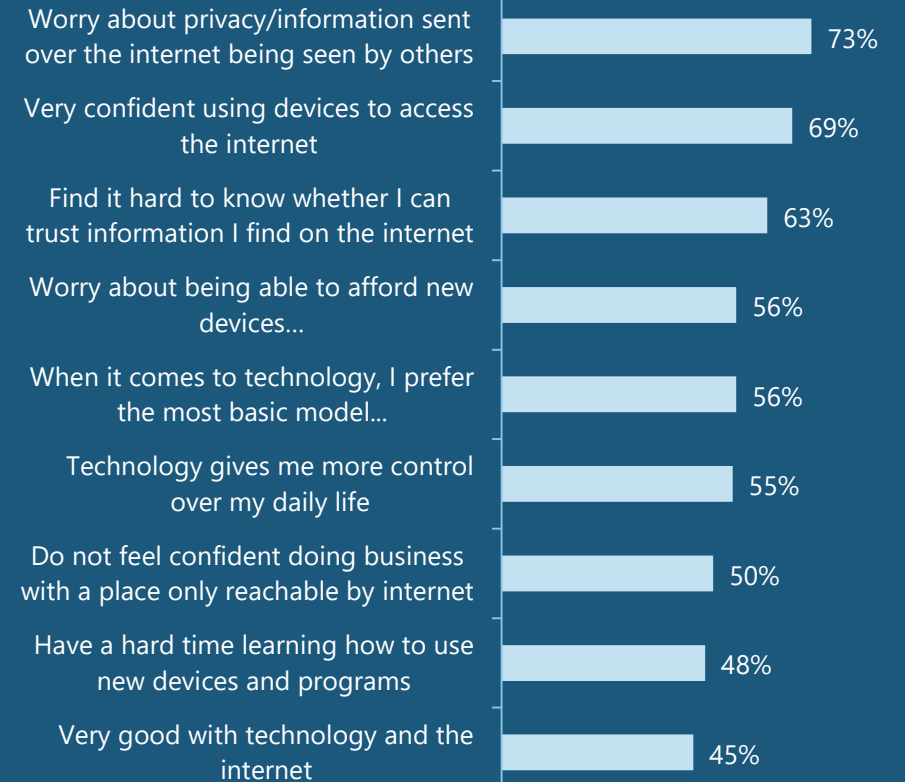 Worry about privacy/information sent
over the internet being seen by others
73%
Very confident using devices to access
the internet
69%
Find it hard to know whether I can
trust information I find on the internet
63%
Worry about being able to afford new
devices...
56%
When it comes to technology, I prefer
the most basic model...
56%
Technology gives me more control
over my daily life
55%
Do not feel confident doing business
with a place only reachable by internet
50%
Have a hard time learning how to use
new devices and programs
48%
Very good with technology and the
internet
45%